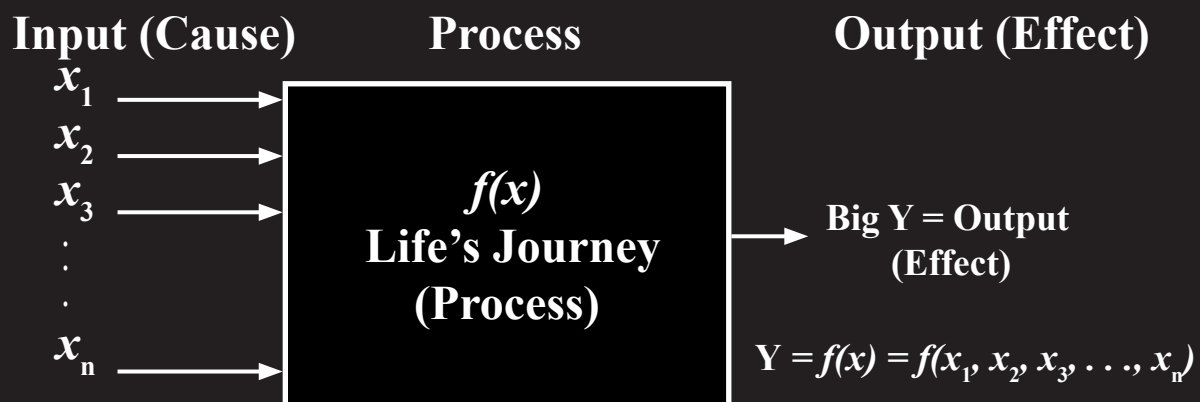 Input (Cause) Process Output (Effect)
x₁
x₂
x₃
.
.
.
xₙ
f(x)
Life’s Journey
(Process)
Big Y = Output
(Effect)
Y = f(x) = f(x₁, x₂, x₃, . . ., xₙ)